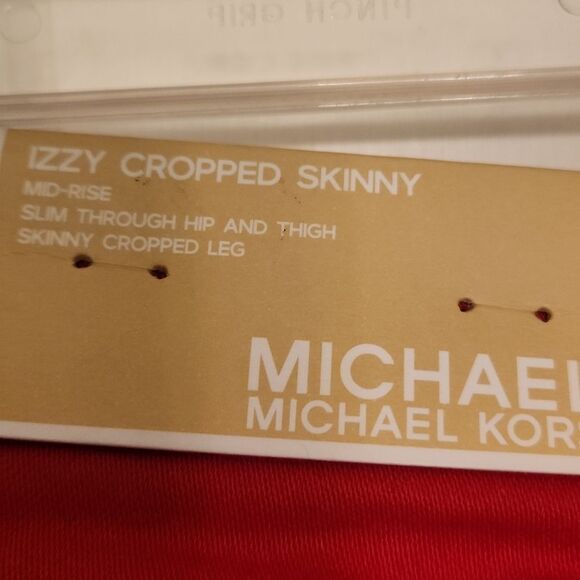 PINCH GRIP
IZZY CROPPED SKINNY
MID-RISE
SLIM THROUGH HIP AND THIGH
SKINNY CROPPED LEG
MICHAEL
MICHAEL KORS